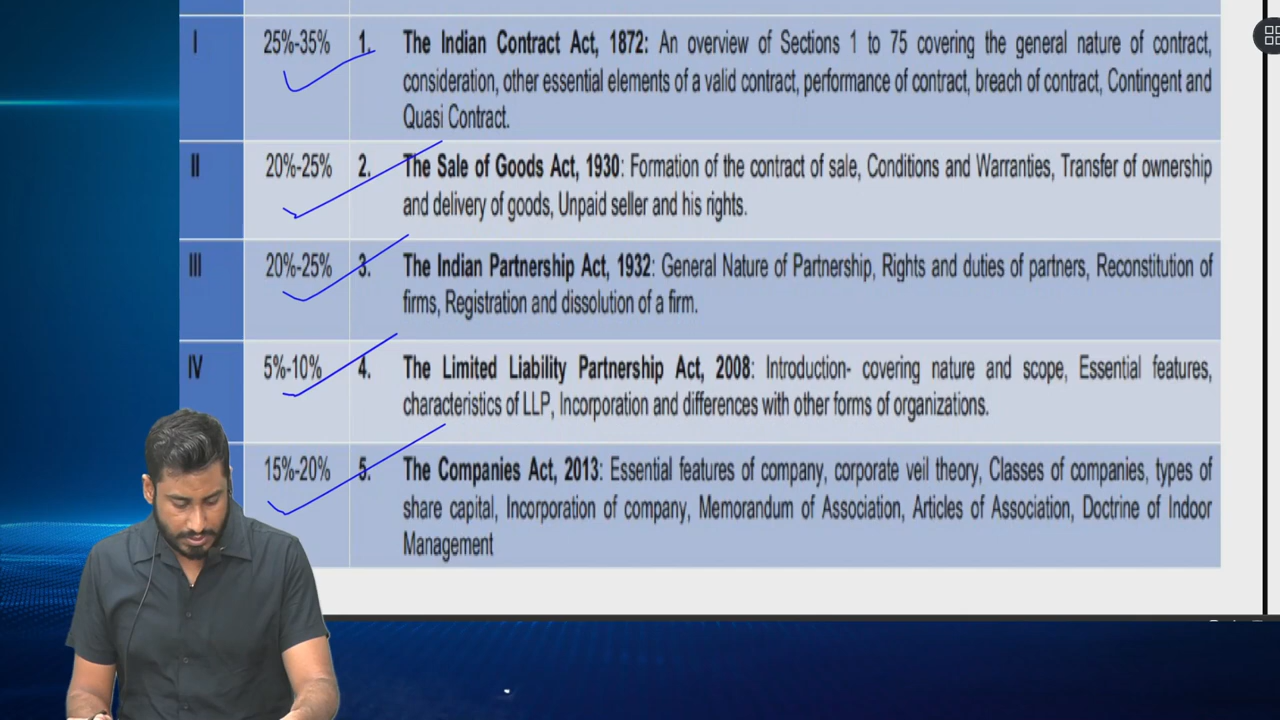 I 25%-35% 1. The Indian Contract Act, 1872: An overview of Sections 1 to 75 covering the general nature of contract,
consideration, other essential elements of a valid contract, performance of contract, breach of contract, Contingent and
Quasi Contract.
II 20%-25% 2. The Sale of Goods Act, 1930: Formation of the contract of sale, Conditions and Warranties, Transfer of ownership
and delivery of goods, Unpaid seller and his rights.
III 20%-25% 3. The Indian Partnership Act, 1932: General Nature of Partnership, Rights and duties of partners, Reconstitution of
firms, Registration and dissolution of a firm.
IV 5%-10% 4. The Limited Liability Partnership Act, 2008: Introduction- covering nature and scope, Essential features,
characteristics of LLP, Incorporation and differences with other forms of organizations.
15%-20% 5. The Companies Act, 2013: Essential features of company, corporate veil theory, Classes of companies, types of
share capital, Incorporation of company, Memorandum of Association, Articles of Association, Doctrine of Indoor
Management